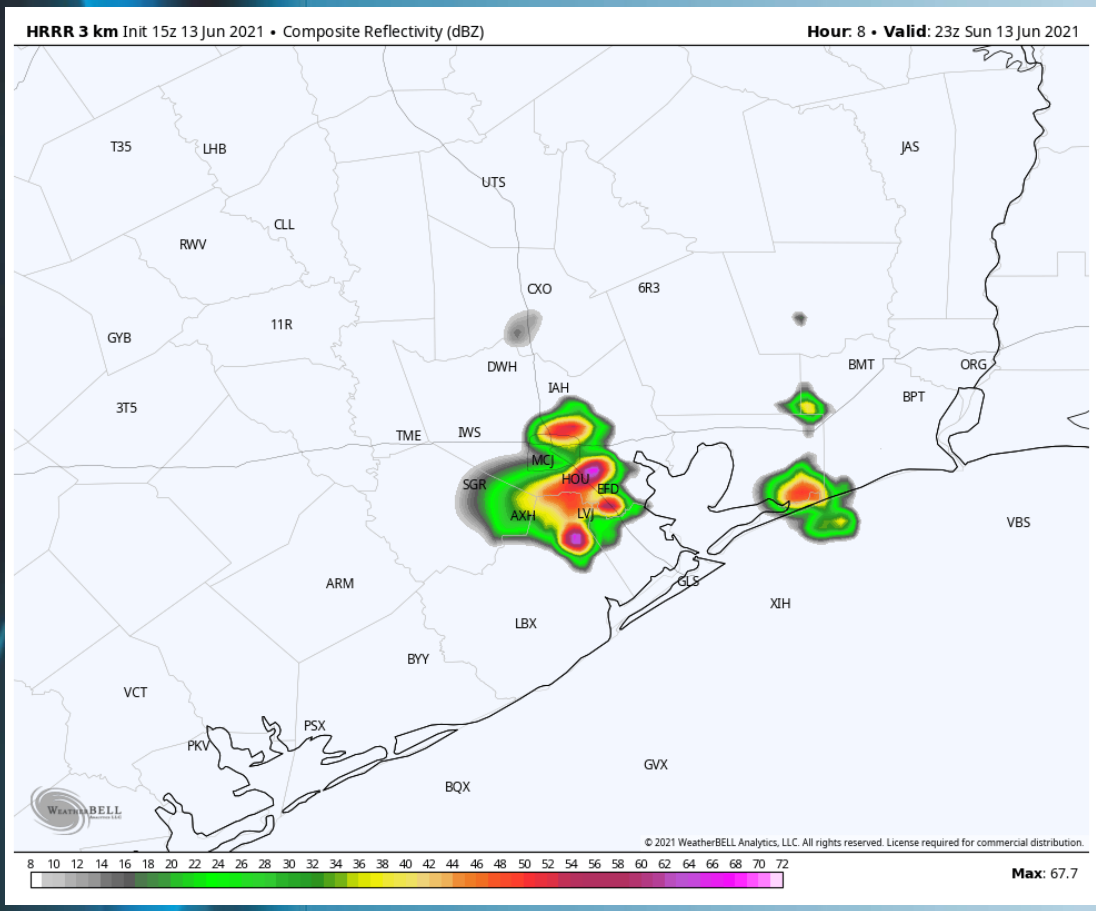 HRRR 3 km Init 15z 13 Jun 2021 • Composite Reflectivity (dBZ)
Hour: 8 • Valid: 23z Sun 13 Jun 2021
T35
LHB
JAS
UTS
CLL
RWV
CXO
6R3
11R
GYB
DWH
BMT
ORG
IAH
BPT
3T5
TME
IWS
MCJ
HOU
SGR
EFD
AXH
LVJ
VBS
ARM
GLS
XIH
LBX
BYY
VCT
PSX
PKV
GVX
BQX
WEATHERBELL
Analytics LLC
© 2021 WeatherBELL Analytics, LLC. All rights reserved. License required for commercial distribution.
8 10 12 14 16 18 20 22 24 26 28 30 32 34 36 38 40 42 44 46 48 50 52 54 56 58 60 62 64 66 68 70 72
Max: 67.7